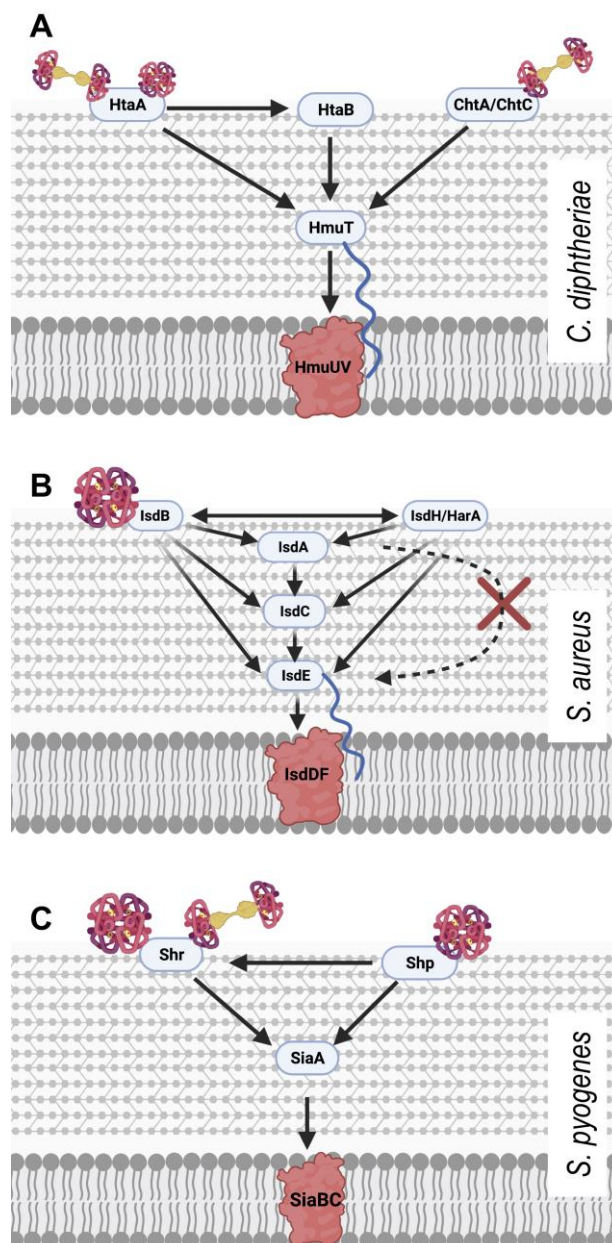 A
HtaA
HtaB
ChtA/ChtC
HmuT
HmuUV
C. diphtheriae
B
IsdB
IsdH/HarA
IsdA
IsdC
IsdE
IsdDF
S. aureus
C
Shr
Shp
SiaA
SiaBC
S. pyogenes